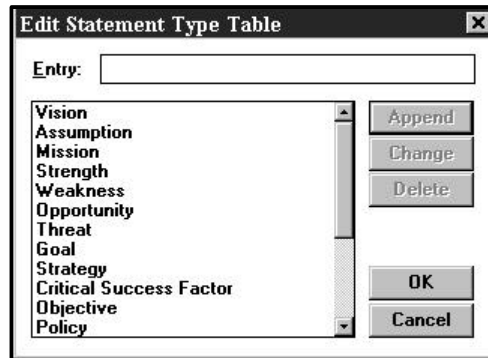 Edit Statement Type Table
Entry:
Vision
Assumption
Mission
Strength
Weakness
Opportunity
Threat
Goal
Strategy
Critical Success Factor
Objective
Policy
Append
Change
Delete
OK
Cancel